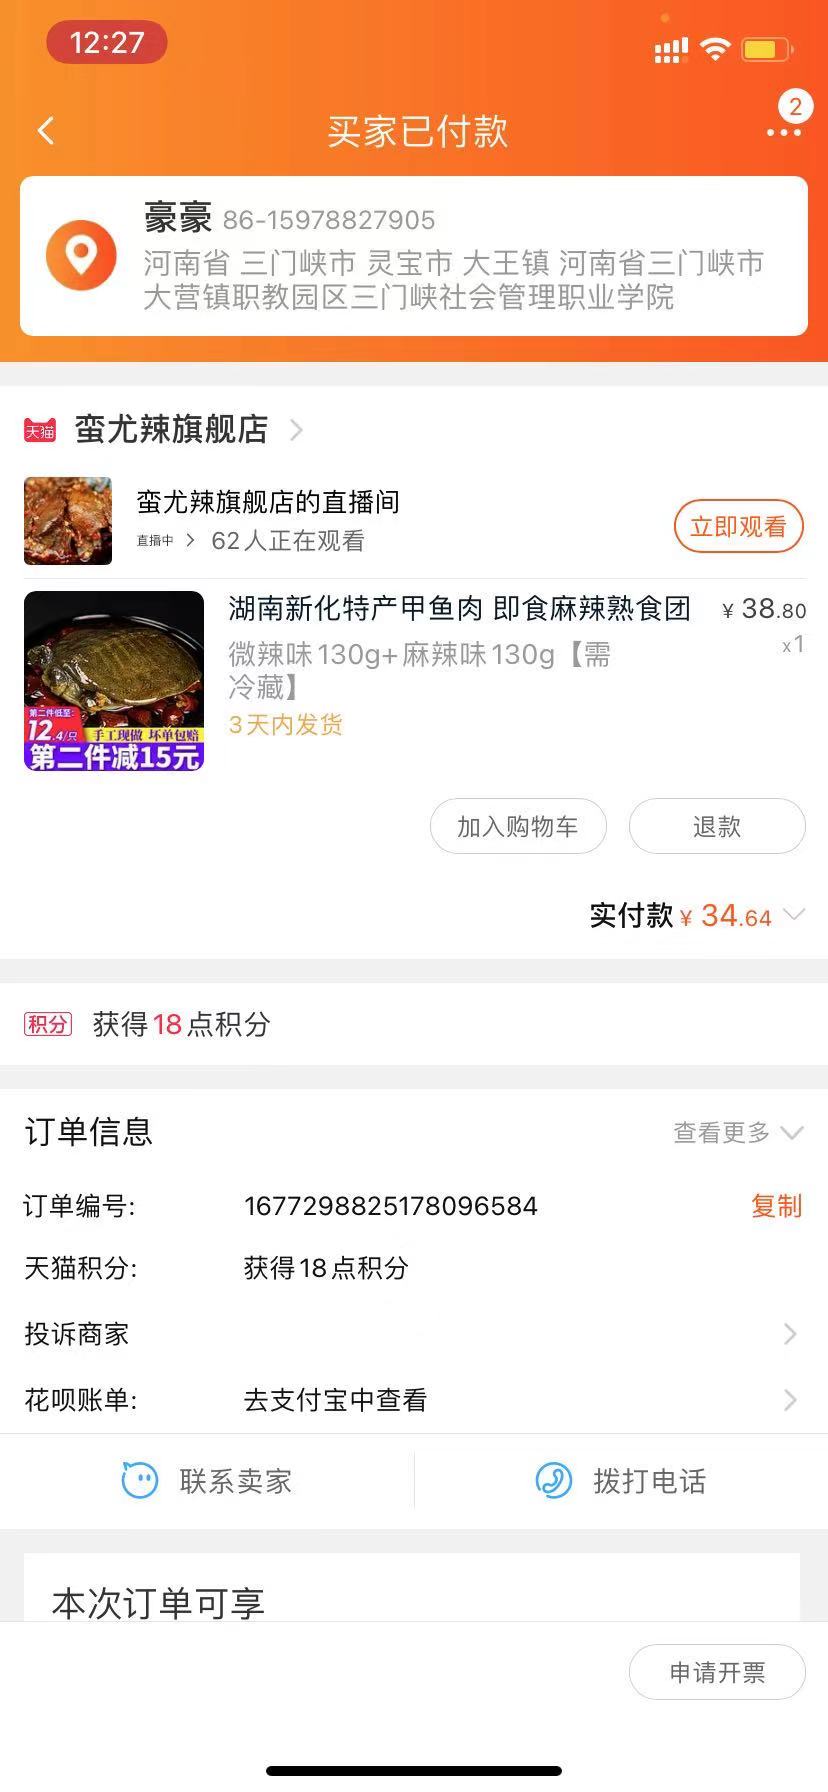 12:27
买家已付款
2
豪豪 86-15978827905
河南省 三门峡市 灵宝市 大王镇 河南省三门峡市
大营镇职教园区三门峡社会管理职业学院
天猫 蛮尤辣旗舰店
蛮尤辣旗舰店的直播间
直播中 62人正在观看
立即观看
湖南新化特产甲鱼肉 即食麻辣熟食团 ¥38.80
微辣味130g+麻辣味130g【需 x1
冷藏】
3天内发货
第二件低至:
12.4/只 手工现做 坏单包赔
第二件减15元
加入购物车 退款
实付款 ¥34.64
积分 获得18点积分
订单信息 查看更多
订单编号: 1677298825178096584 复制
天猫积分: 获得18点积分
投诉商家
花呗账单: 去支付宝中查看
联系卖家 拨打电话
本次订单可享
申请开票